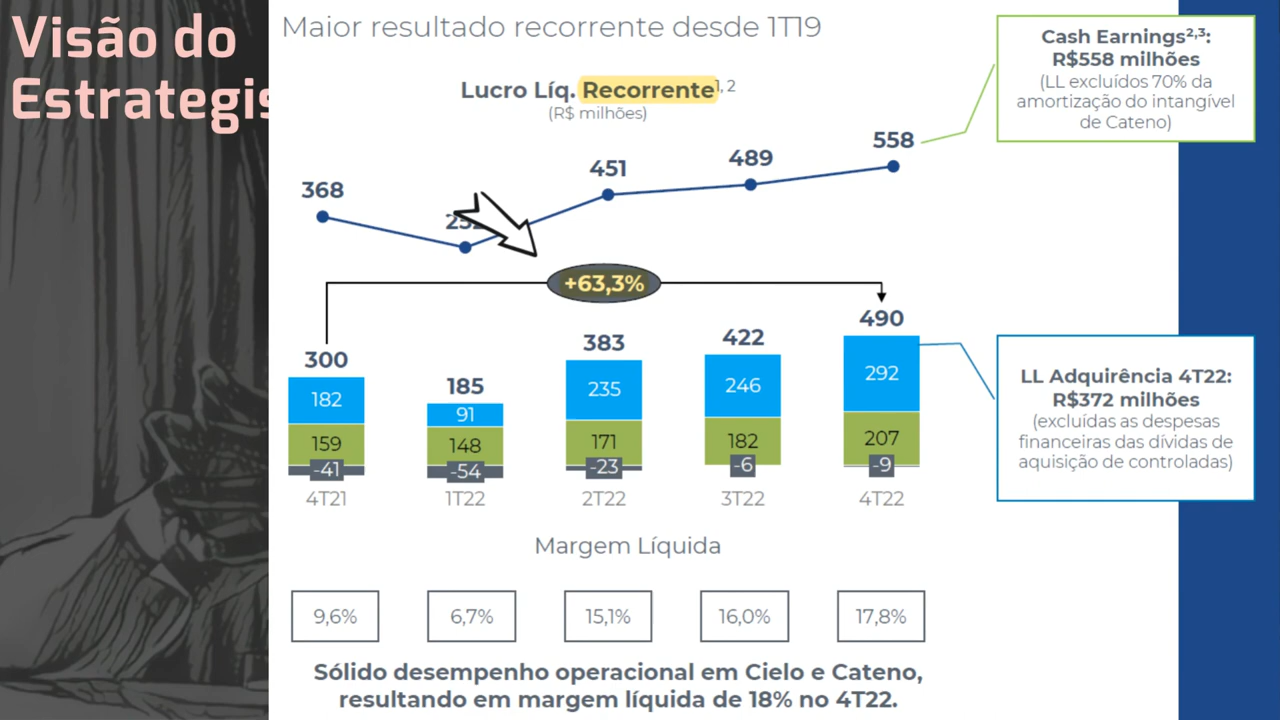 Visão do
Estrategis
Maior resultado recorrente desde 1T19
Lucro Líq. Recorrente¹, ²
(R$ milhões)
368
451
489
558
+63,3%
300
185
383
422
490
182
91
235
246
292
159
148
171
182
207
-41
-54
-23
-6
-9
4T21
1T22
2T22
3T22
4T22
Margem Líquida
9,6%
6,7%
15,1%
16,0%
17,8%
Sólido desempenho operacional em Cielo e Cateno,
resultando em margem líquida de 18% no 4T22.
Cash Earnings²,³:
R$558 milhões
(LL excluídos 70% da
amortização do intangível
de Cateno)
LL Adquirência 4T22:
R$372 milhões
(excluídas as despesas
financeiras das dívidas de
aquisição de controladas)